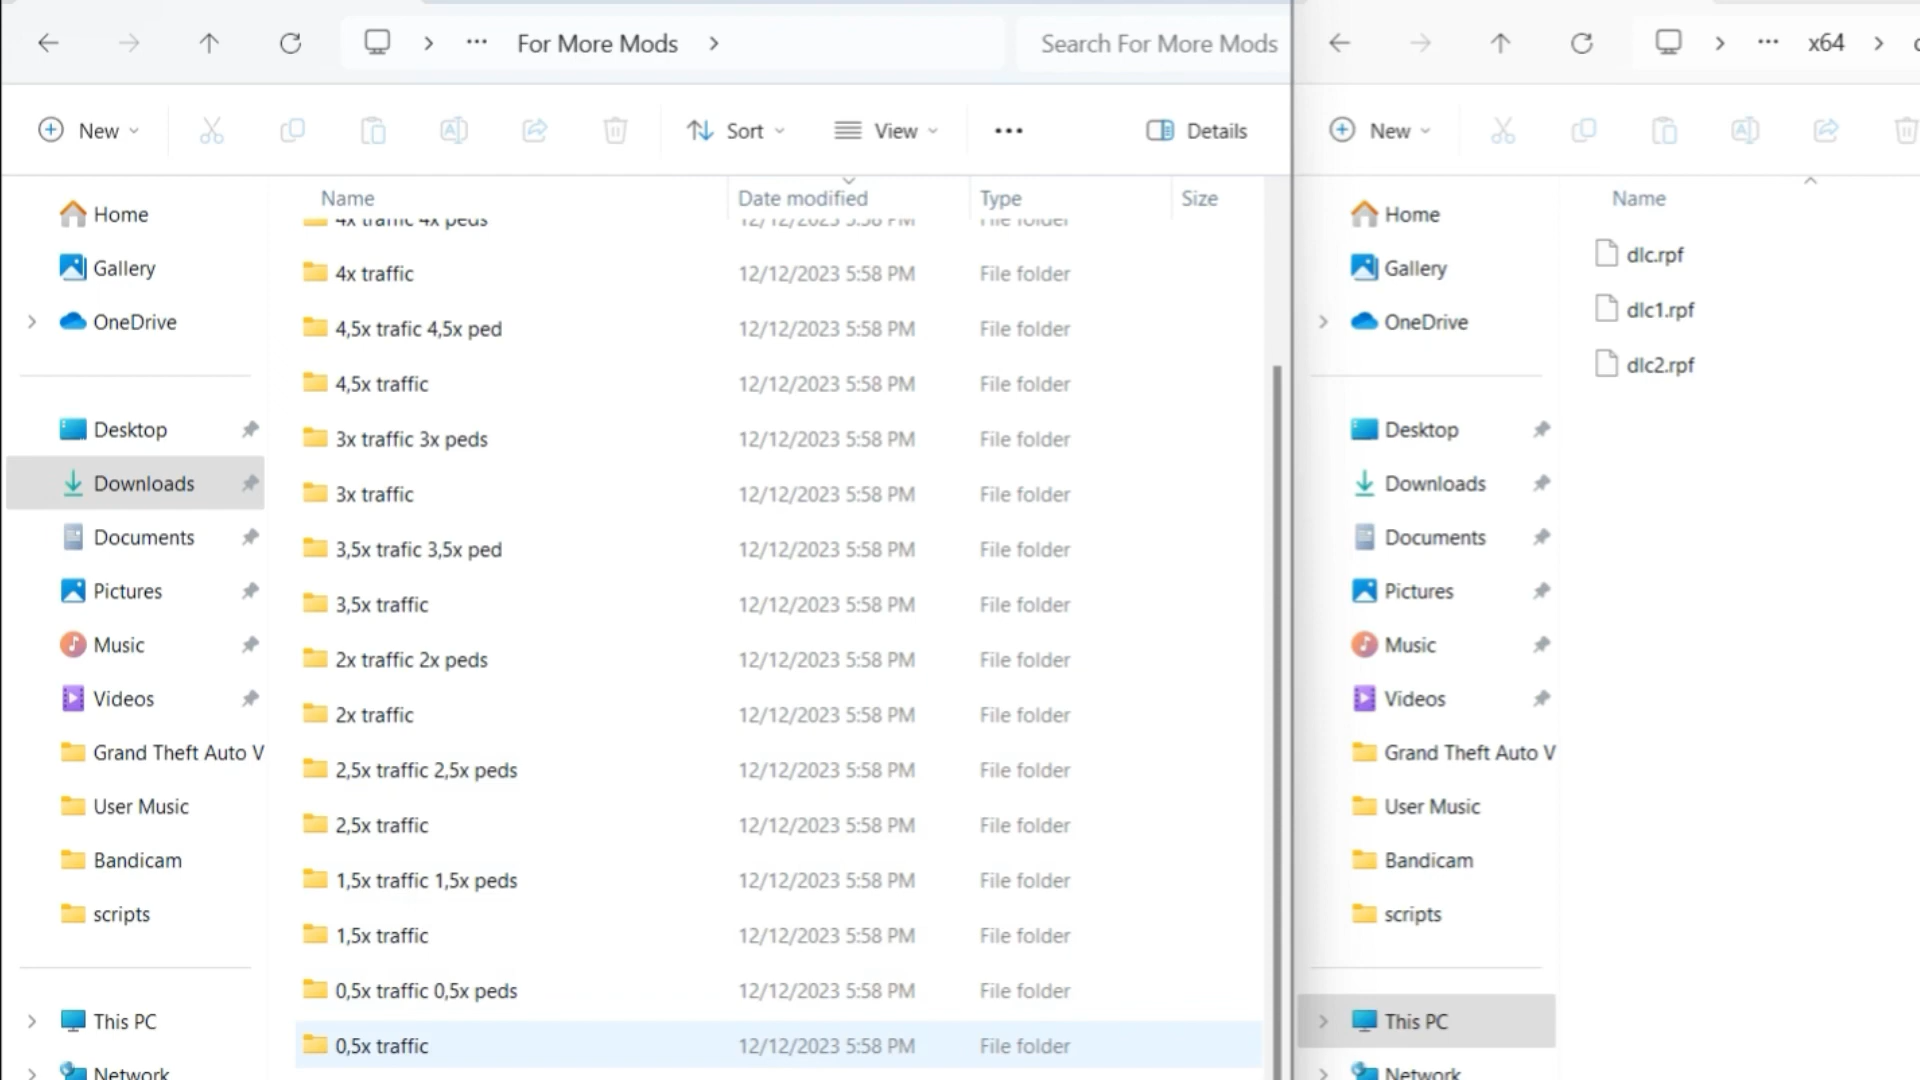 For More Mods
Search For More Mods
x64
New
Sort
View
Details
New
Name
Date modified
Type
Size
Name
Home
Gallery
OneDrive
Desktop
Downloads
Documents
Pictures
Music
Videos
Grand Theft Auto V
User Music
Bandicam
scripts
This PC
Network
4x traffic 4x peds 12/12/2023 5:58 PM File folder
4x traffic 12/12/2023 5:58 PM File folder
4,5x trafic 4,5x ped 12/12/2023 5:58 PM File folder
4,5x traffic 12/12/2023 5:58 PM File folder
3x traffic 3x peds 12/12/2023 5:58 PM File folder
3x traffic 12/12/2023 5:58 PM File folder
3,5x trafic 3,5x ped 12/12/2023 5:58 PM File folder
3,5x traffic 12/12/2023 5:58 PM File folder
2x traffic 2x peds 12/12/2023 5:58 PM File folder
2x traffic 12/12/2023 5:58 PM File folder
2,5x traffic 2,5x peds 12/12/2023 5:58 PM File folder
2,5x traffic 12/12/2023 5:58 PM File folder
1,5x traffic 1,5x peds 12/12/2023 5:58 PM File folder
1,5x traffic 12/12/2023 5:58 PM File folder
0,5x traffic 0,5x peds 12/12/2023 5:58 PM File folder
0,5x traffic 12/12/2023 5:58 PM File folder
Home
Gallery
OneDrive
Desktop
Downloads
Documents
Pictures
Music
Videos
Grand Theft Auto V
User Music
Bandicam
scripts
This PC
Network
dlc.rpf
dlc1.rpf
dlc2.rpf